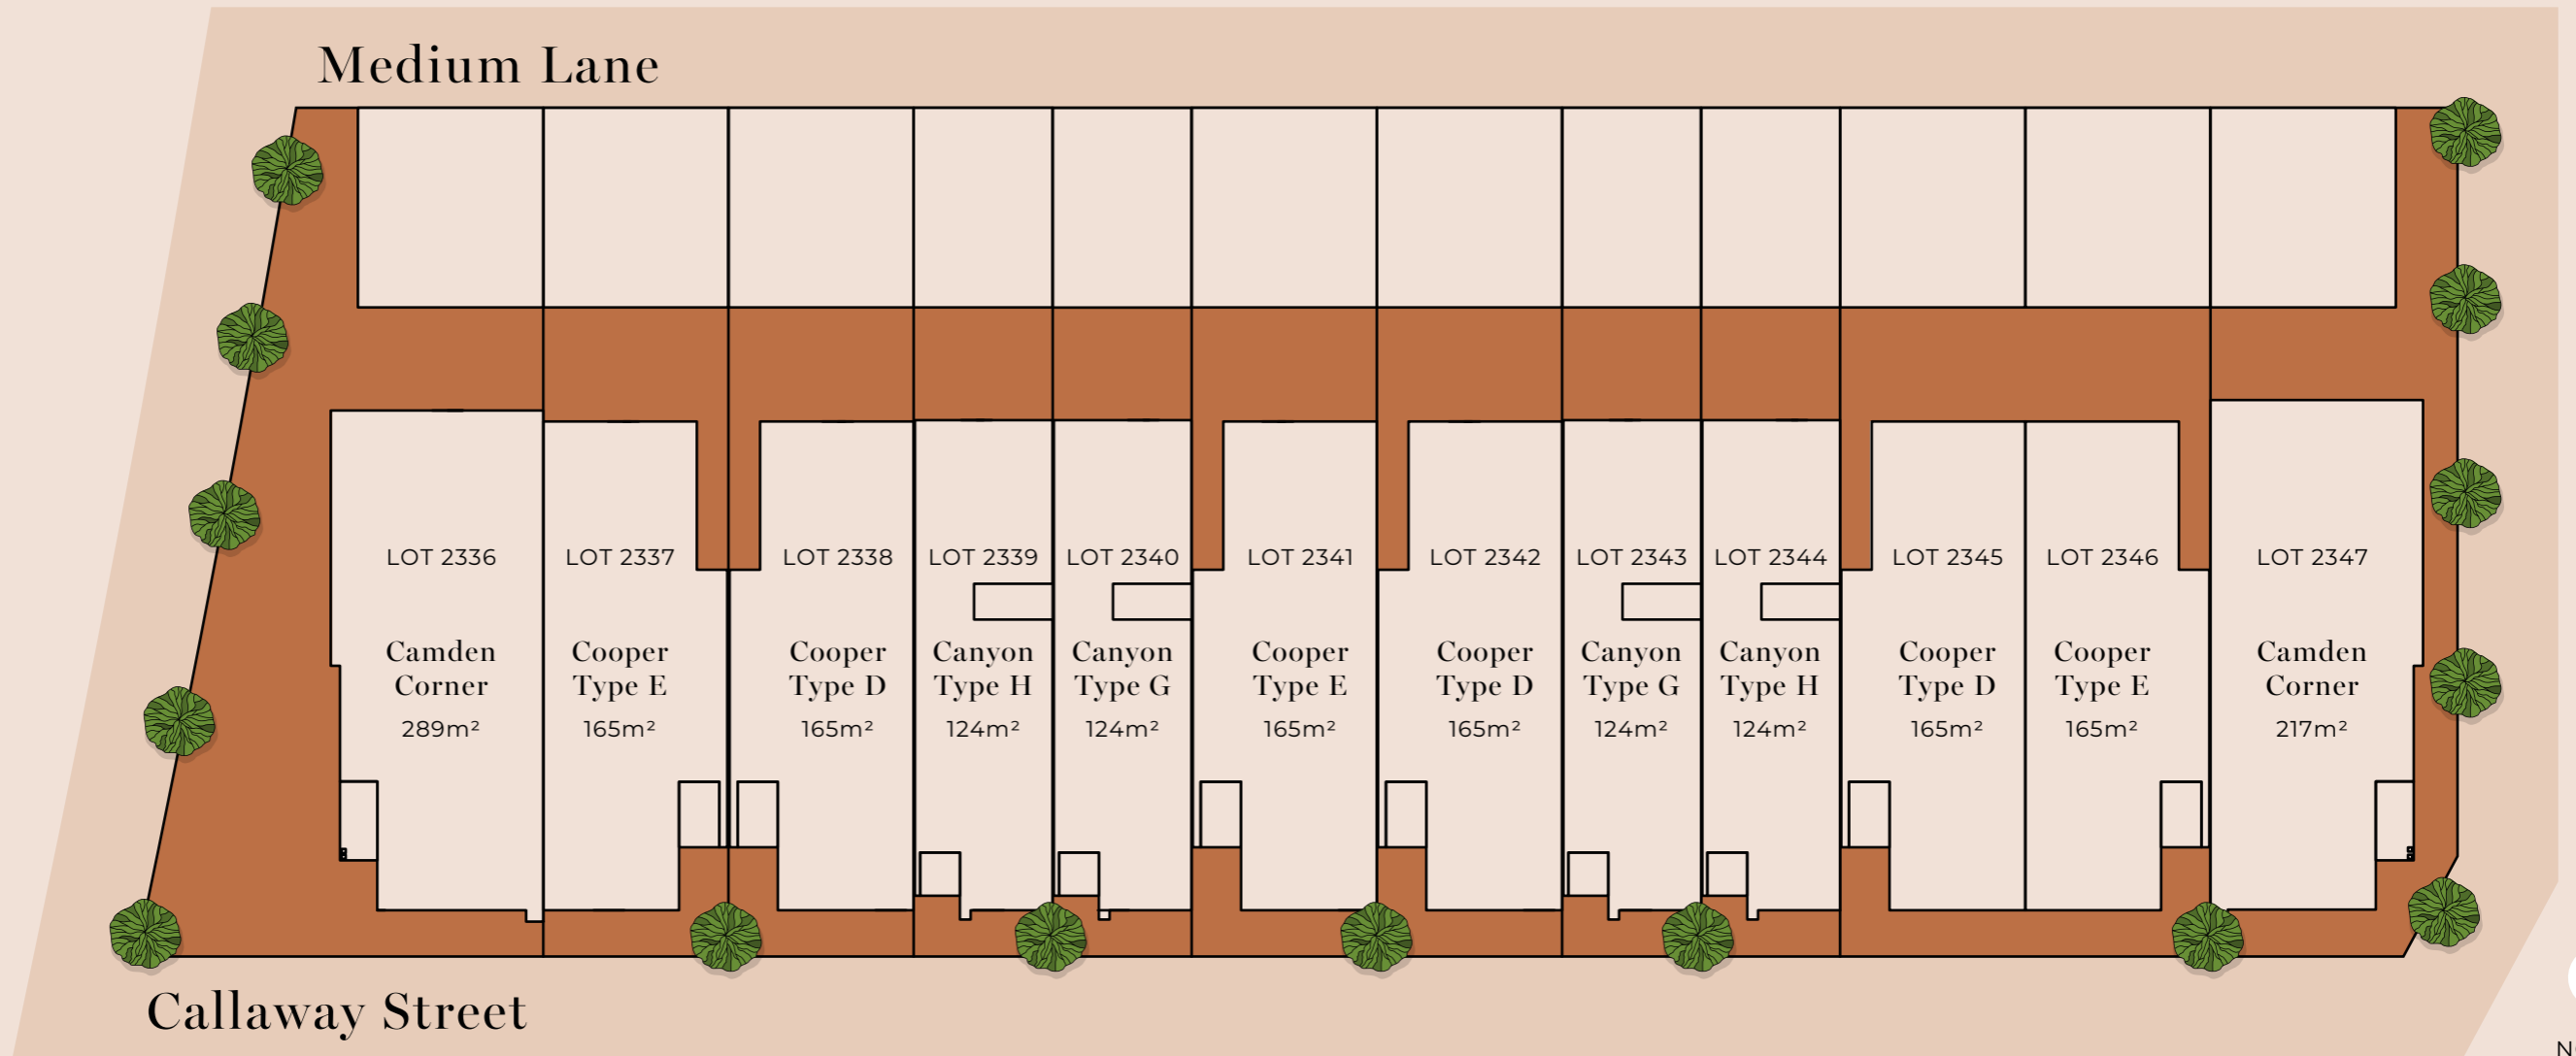 Medium Lane
LOT 2336
Camden
Corner
289m²
LOT 2337
Cooper
Type E
165m²
LOT 2338
Cooper
Type D
165m²
LOT 2339
Canyon
Type H
124m²
LOT 2340
Canyon
Type G
124m²
LOT 2341
Cooper
Type E
165m²
LOT 2342
Cooper
Type D
165m²
LOT 2343
Canyon
Type G
124m²
LOT 2344
Canyon
Type H
124m²
LOT 2345
Cooper
Type D
165m²
LOT 2346
Cooper
Type E
165m²
LOT 2347
Camden
Corner
217m²
Callaway Street